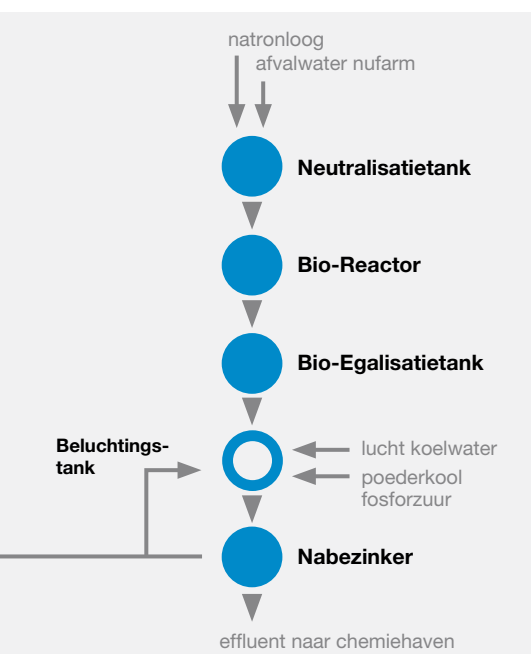 natronloog
afvalwater nufarm
Neutralisatietank
Bio-Reactor
Bio-Egalisatietank
Beluchtings-
tank
lucht koelwater
poederkool
fosforzuur
Nabezinker
effluent naar chemiehaven